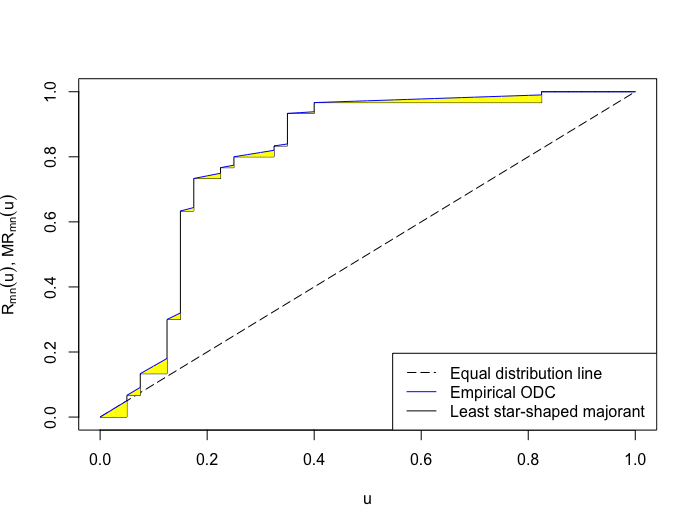 R_mn(u), MR_mn(u)
1.0
0.8
0.6
0.4
0.2
0.0
Equal distribution line
Empirical ODC
Least star-shaped majorant
0.0 0.2 0.4 0.6 0.8 1.0
u